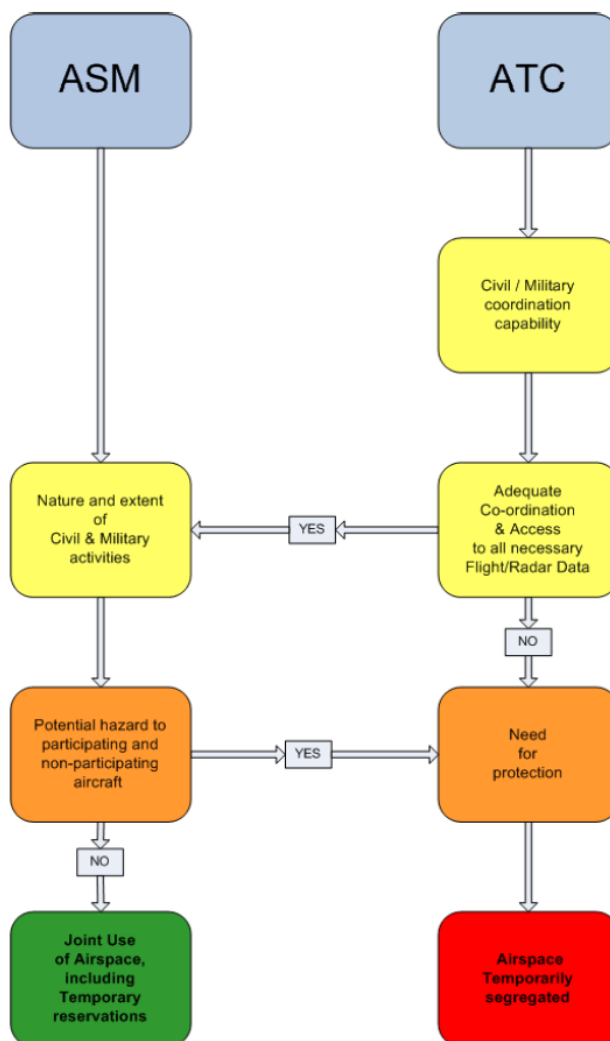 ASM
ATC
Civil / Military
coordination
capability
Nature and extent
of
Civil & Military
activities
YES
Adequate
Co-ordination
& Access
to all necessary
Flight/Radar Data
NO
Potential hazard to
participating and
non-participating
aircraft
YES
Need
for
protection
NO
Joint Use
of Airspace,
including
Temporary
reservations
Airspace
Temporarily
segregated